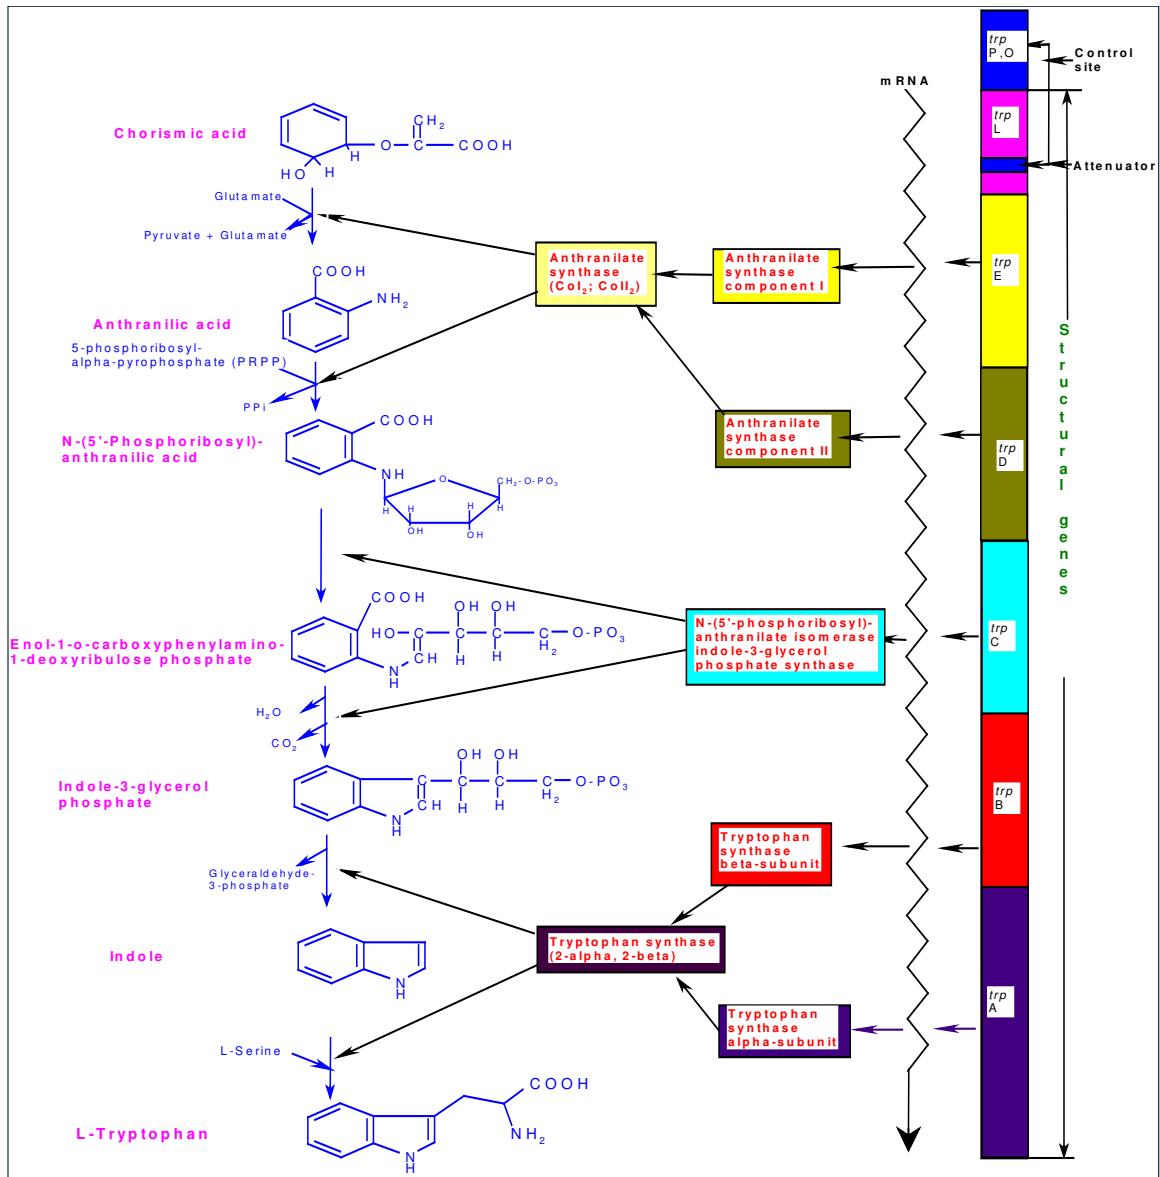 trp
P,O
Control
site
mRNA
trp
L
Attenuator
Chorismic acid
CH2
O
C
COOH
H
HO
H
Glutamate
Pyruvate + Glutamate
COOH
NH2
Anthranilic acid
Anthranilate
synthase
(CoI2; CoII2)
Anthranilate
synthase
component I
trp
E
5-phosphoribosyl-
alpha-pyrophosphate (PRPP)
PPi
Structural genes
N-(5'-Phosphoribosyl)-
anthranilic acid
COOH
NH
O
CH2-O-PO3
H
H
H
H
OH
OH
Anthranilate
synthase
component II
trp
D
Enol-1-o-carboxyphenylamino-
1-deoxyribulose phosphate
COOH
OH OH
HO C C C C O-PO3
H H H2
CH
N
H
N-(5'-phosphoribosyl)-
anthranilate isomerase
indole-3-glycerol
phosphate synthase
trp
C
H2O
CO2
Indole-3-glycerol
phosphate
OH OH
C C C C O-PO3
H H H2
CH
N
H
trp
B
Tryptophan
synthase
beta-subunit
Glyceraldehyde-
3-phosphate
Indole
N
H
Tryptophan synthase
(2-alpha, 2-beta)
Tryptophan
synthase
alpha-subunit
trp
A
L-Serine
L-Tryptophan
COOH
NH2
N
H